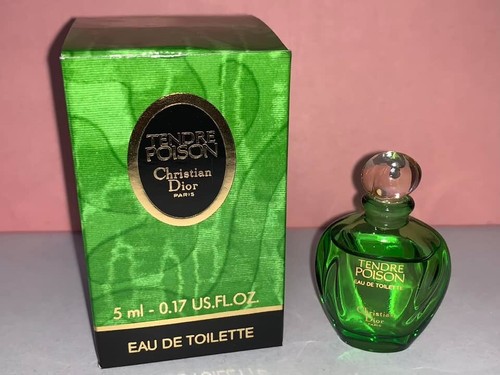 TENDRE
POISON
Christian
Dior
PARIS
5 ml - 0.17 US.FL.OZ.
EAU DE TOILETTE
TENDRE
POISON
EAU DE TOILETTE
Christian
Dior
PARIS